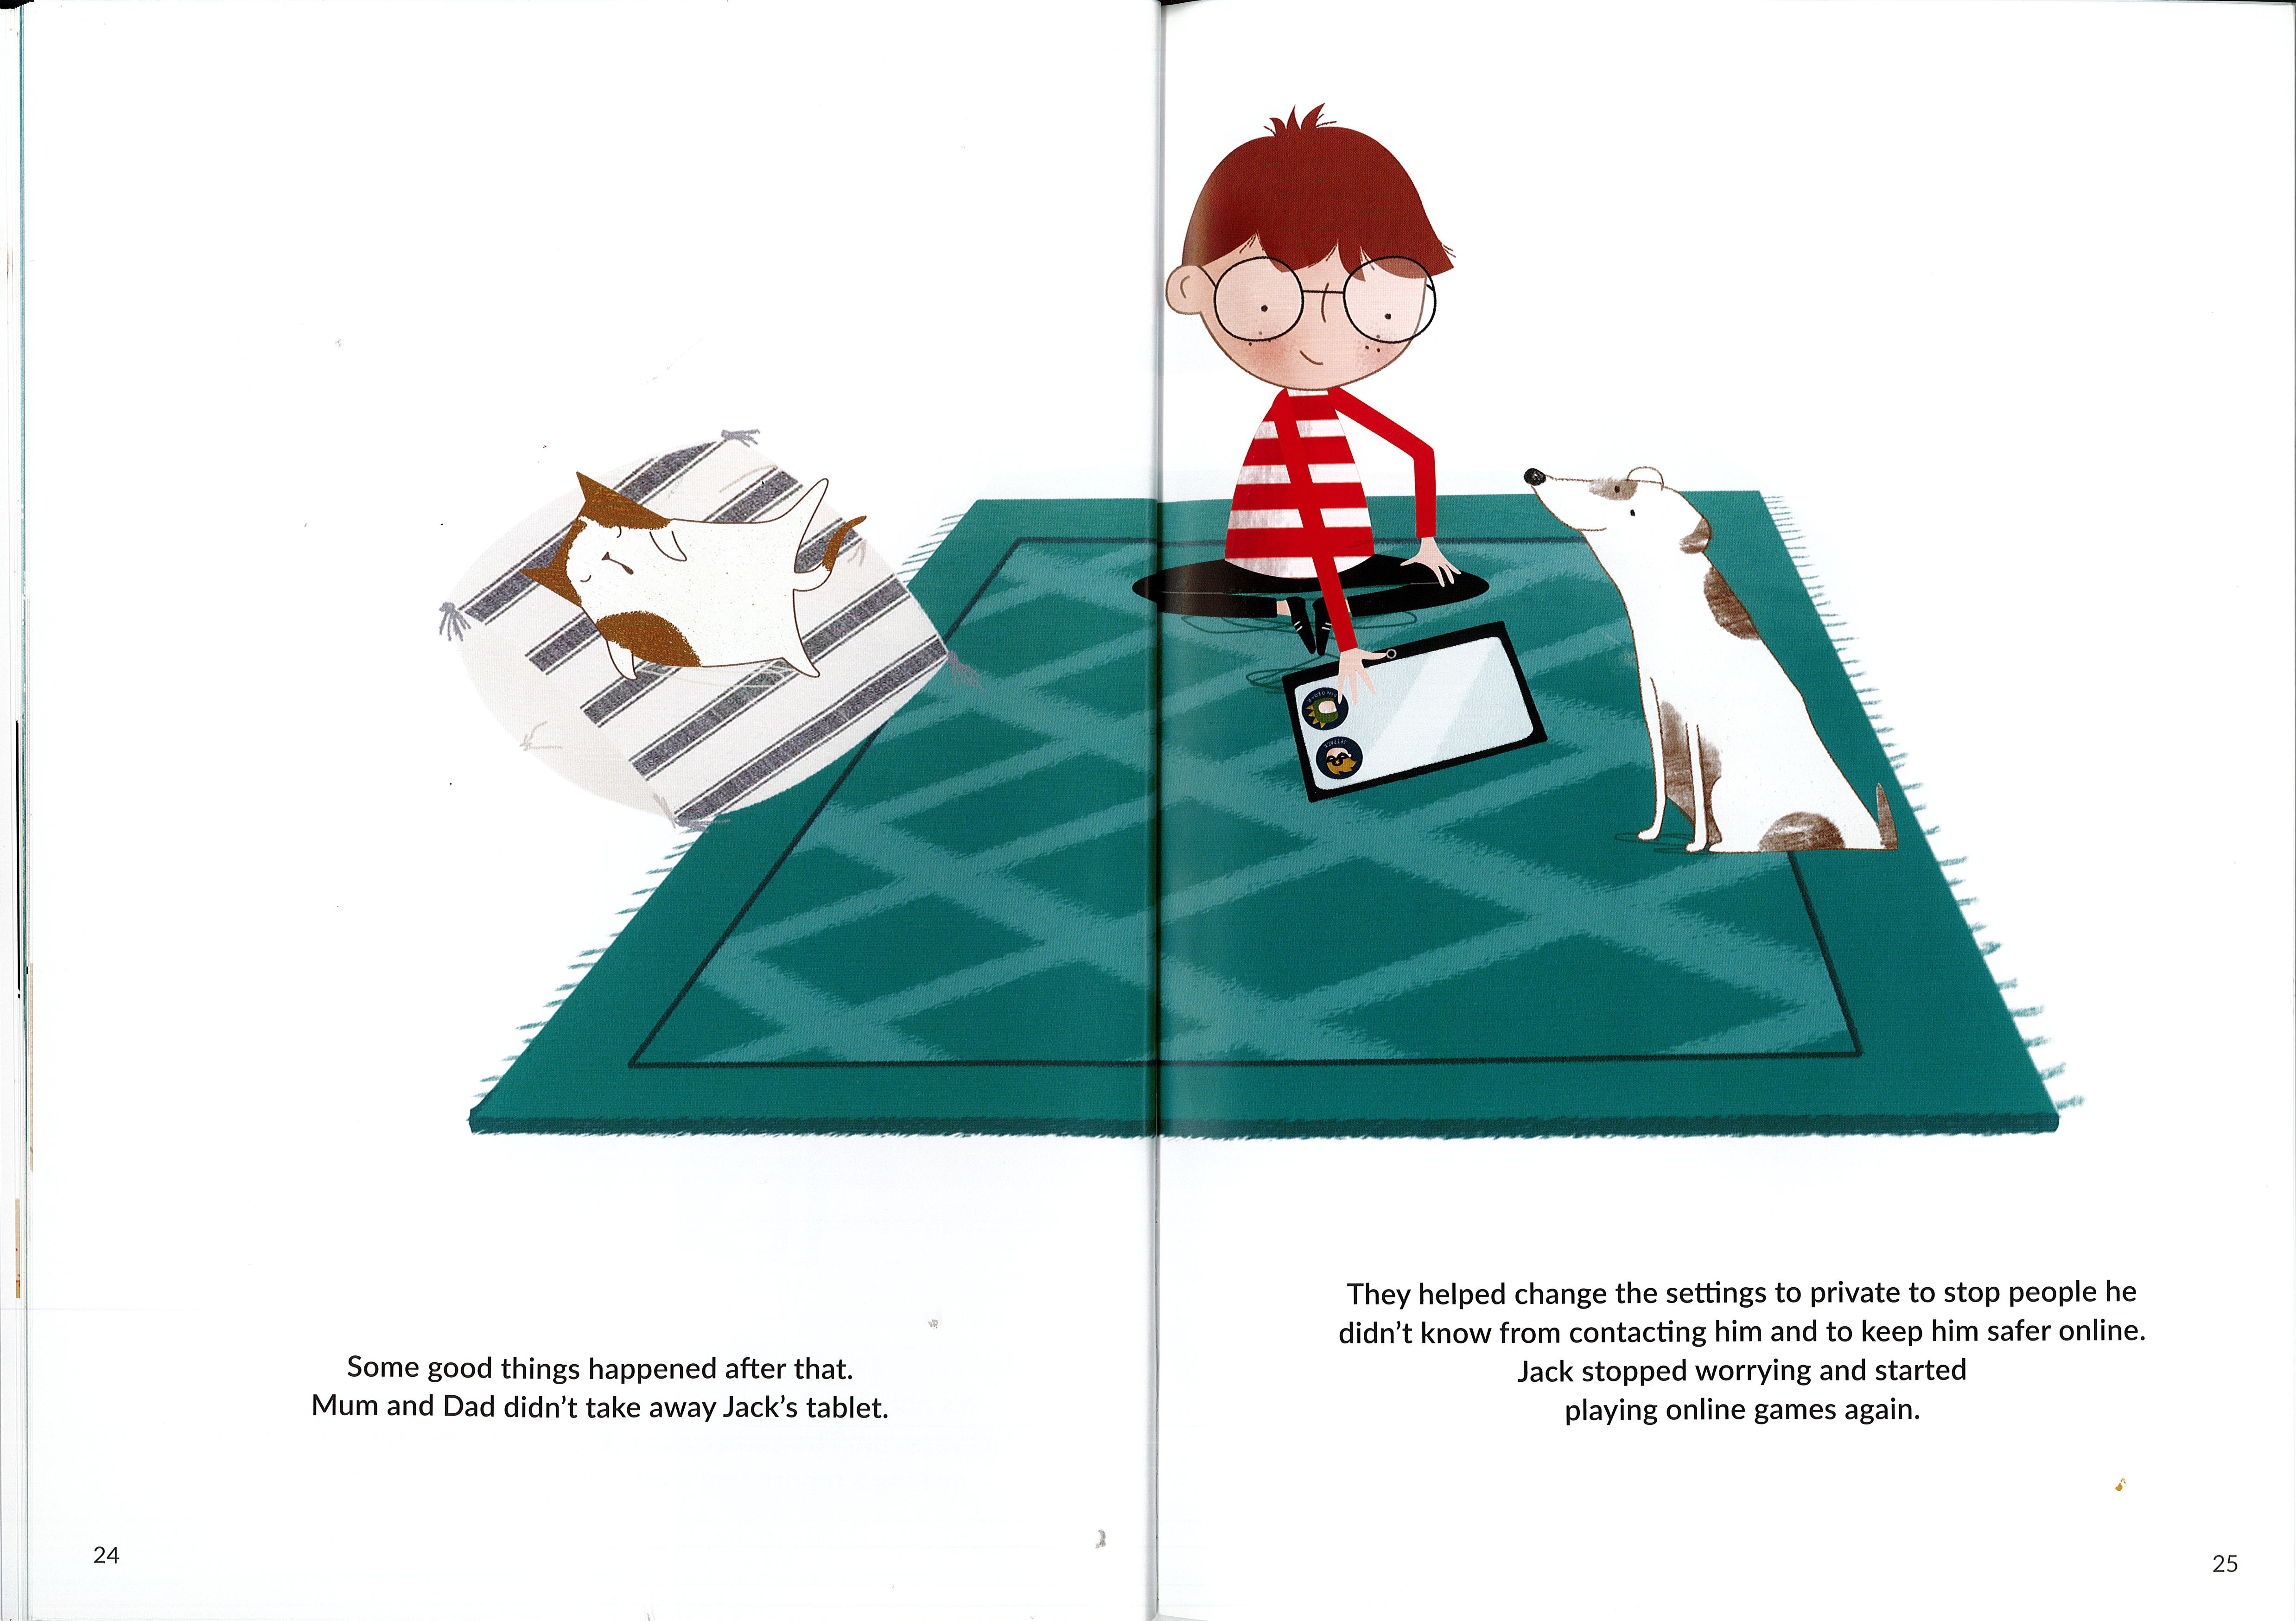 Some good things happened after that.
Mum and Dad didn't take away Jack's tablet.
24
They helped change the settings to private to stop people he
didn't know from contacting him and to keep him safer online.
Jack stopped worrying and started
playing online games again.
25